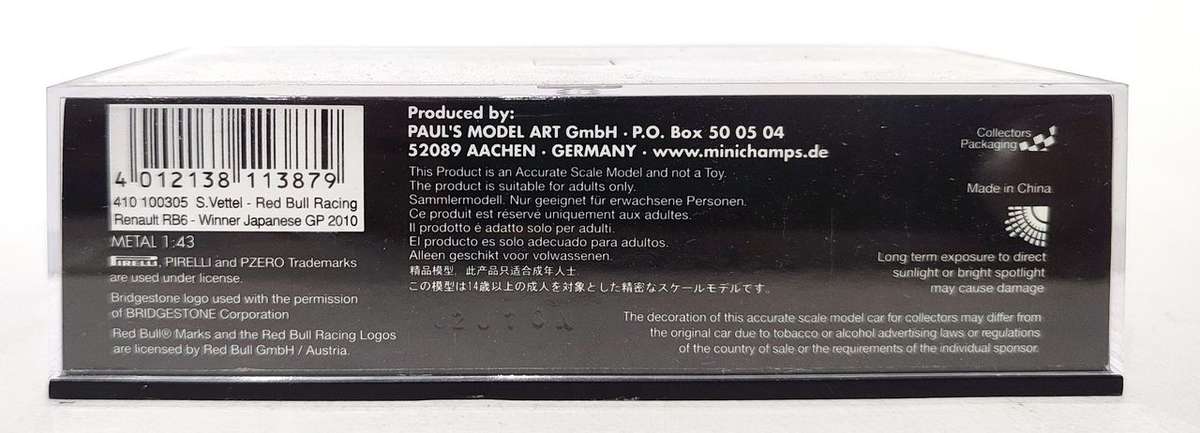 4 012138 113879
410 100305 S.Vettel - Red Bull Racing
Renault RB6 - Winner Japanese GP 2010
METAL 1:43
PIRELLI, PIRELLI and PZERO Trademarks
are used under license.
Bridgestone logo used with the permission
of BRIDGESTONE Corporation
Red Bull® Marks and the Red Bull Racing Logos
are licensed by Red Bull GmbH / Austria.
Produced by:
PAUL'S MODEL ART GmbH · P.O. Box 50 05 04
52089 AACHEN · GERMANY · www.minichamps.de
This Product is an Accurate Scale Model and not a Toy.
The product is suitable for adults only.
Sammlermodell. Nur geeignet für erwachsene Personen.
Ce produit est réservé uniquement aux adultes.
Il prodotto é adatto solo per adulti.
El producto es solo adecuado para adultos.
Alleen geschikt voor volwassenen.
精品模型, 此产品只适合成年人士
この模型は14歳以上の成人を対象とした精密なスケールモデルです。
Collectors
Packaging
Made in China
Long term exposure to direct
sunlight or bright spotlight
may cause damage
The decoration of this accurate scale model car for collectors may differ from
the original car due to tobacco or alcohol advertising laws or regulations
of the country of sale or the requirements of the individual sponsor.